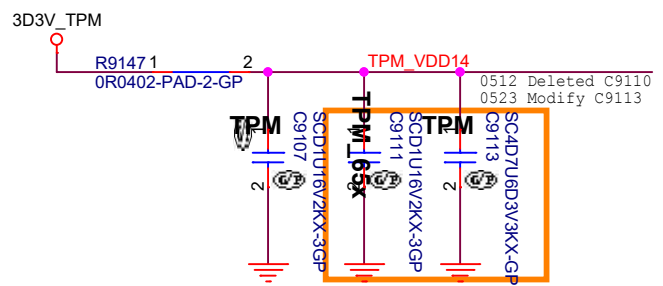 3D3V_TPM
R9147 1 2
0R0402-PAD-2-GP
TPM_VDD14
0512 Deleted C9110
0523 Modify C9113
TPM
1
C9107
SCD1U16V2KX-3GP
2
G/P
TPM_65x
1
C9111
SCD1U16V2KX-3GP
2
G/P
TPM
1
C9113
SC4D7U6D3V3KX-GP
2
G/P